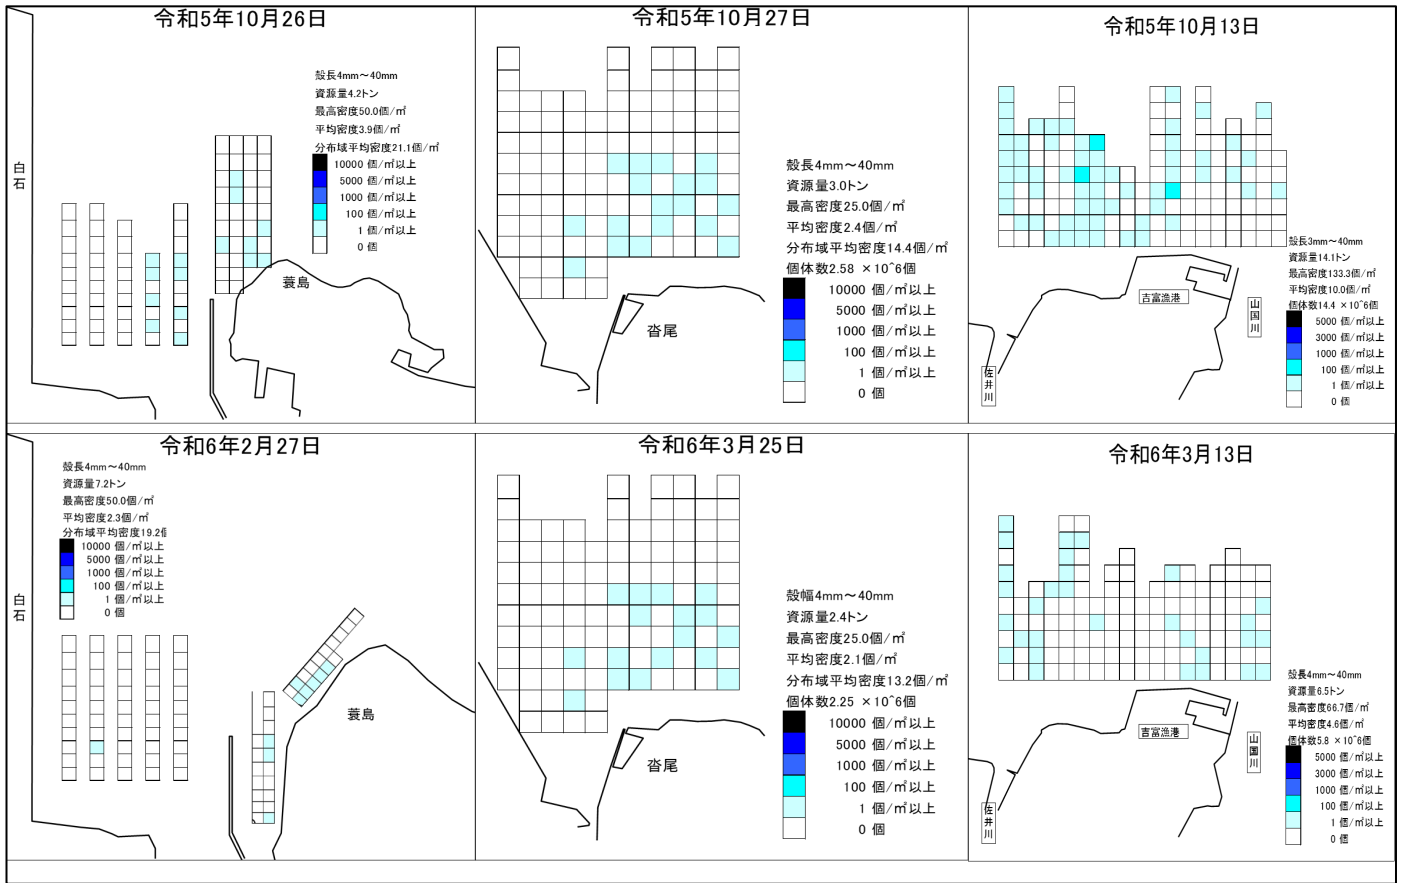 令和5年10月26日
殻長4mm～40mm
資源量4.2トン
最高密度50.0個/㎡
平均密度3.9個/㎡
分布域平均密度21.1個/㎡
10000 個/㎡以上
5000 個/㎡以上
1000 個/㎡以上
100 個/㎡以上
1 個/㎡以上
0 個
白石
蓑島
令和5年10月27日
殻長4mm～40mm
資源量3.0トン
最高密度25.0個/㎡
平均密度2.4個/㎡
分布域平均密度14.4個/㎡
個体数2.58 ×10^6個
10000 個/㎡以上
5000 個/㎡以上
1000 個/㎡以上
100 個/㎡以上
1 個/㎡以上
0 個
沓尾
令和5年10月13日
殻長3mm～40mm
資源量14.1トン
最高密度133.3個/㎡
平均密度10.0個/㎡
個体数14.4 ×10^6個
5000 個/㎡以上
3000 個/㎡以上
1000 個/㎡以上
100 個/㎡以上
1 個/㎡以上
0 個
吉富漁港
山国川
佐井川
令和6年2月27日
殻長4mm～40mm
資源量7.2トン
最高密度50.0個/㎡
平均密度2.3個/㎡
分布域平均密度19.2個
10000 個/㎡以上
5000 個/㎡以上
1000 個/㎡以上
100 個/㎡以上
1 個/㎡以上
0 個
白石
蓑島
令和6年3月25日
殻幅4mm～40mm
資源量2.4トン
最高密度25.0個/㎡
平均密度2.1個/㎡
分布域平均密度13.2個/㎡
個体数2.25 ×10^6個
10000 個/㎡以上
5000 個/㎡以上
1000 個/㎡以上
100 個/㎡以上
1 個/㎡以上
0 個
沓尾
令和6年3月13日
殻長4mm～40mm
資源量6.5トン
最高密度66.7個/㎡
平均密度4.6個/㎡
個体数5.8 ×10^6個
5000 個/㎡以上
3000 個/㎡以上
1000 個/㎡以上
100 個/㎡以上
1 個/㎡以上
0 個
吉富漁港
山国川
佐井川